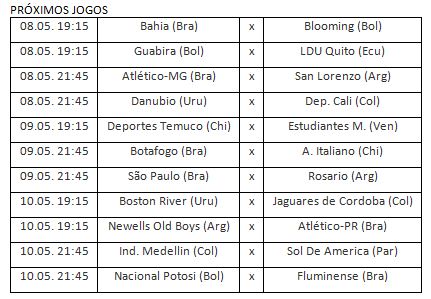 PRÓXIMOS JOGOS
08.05. 19:15 Bahia (Bra) x Blooming (Bol)
08.05. 19:15 Guabira (Bol) x LDU Quito (Ecu)
08.05. 21:45 Atlético-MG (Bra) x San Lorenzo (Arg)
08.05. 21:45 Danubio (Uru) x Dep. Cali (Col)
09.05. 19:15 Deportes Temuco (Chi) x Estudiantes M. (Ven)
09.05. 21:45 Botafogo (Bra) x A. Italiano (Chi)
09.05. 21:45 São Paulo (Bra) x Rosario (Arg)
10.05. 19:15 Boston River (Uru) x Jaguares de Cordoba (Col)
10.05. 19:15 Newells Old Boys (Arg) x Atlético-PR (Bra)
10.05. 21:45 Ind. Medellin (Col) x Sol De America (Par)
10.05. 21:45 Nacional Potosi (Bol) x Fluminense (Bra)